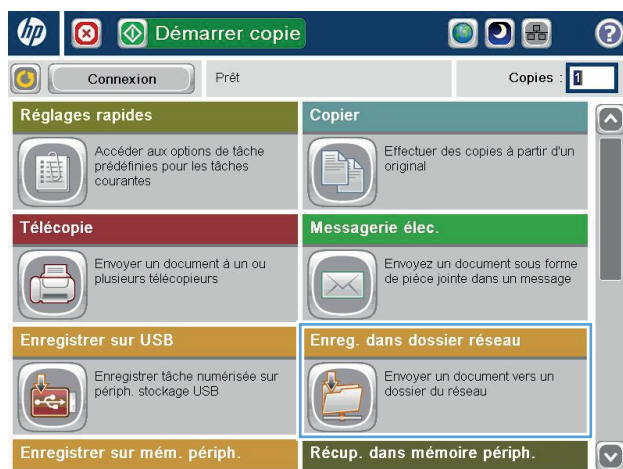 hp
Démarrer copie
?
Connexion
Prêt
Copies : 1
Réglages rapides
Accéder aux options de tâche
prédéfinies pour les tâches
courantes
Copier
Effectuer des copies à partir d'un
original
Télécopie
Envoyer un document à un ou
plusieurs télécopieurs
Messagerie élec.
Envoyez un document sous forme
de pièce jointe dans un message
Enregistrer sur USB
Enregistrer tâche numérisée sur
périph. stockage USB
Enreg. dans dossier réseau
Envoyer un document vers un
dossier du réseau
Enregistrer sur mém. périph.
Récup. dans mémoire périph.